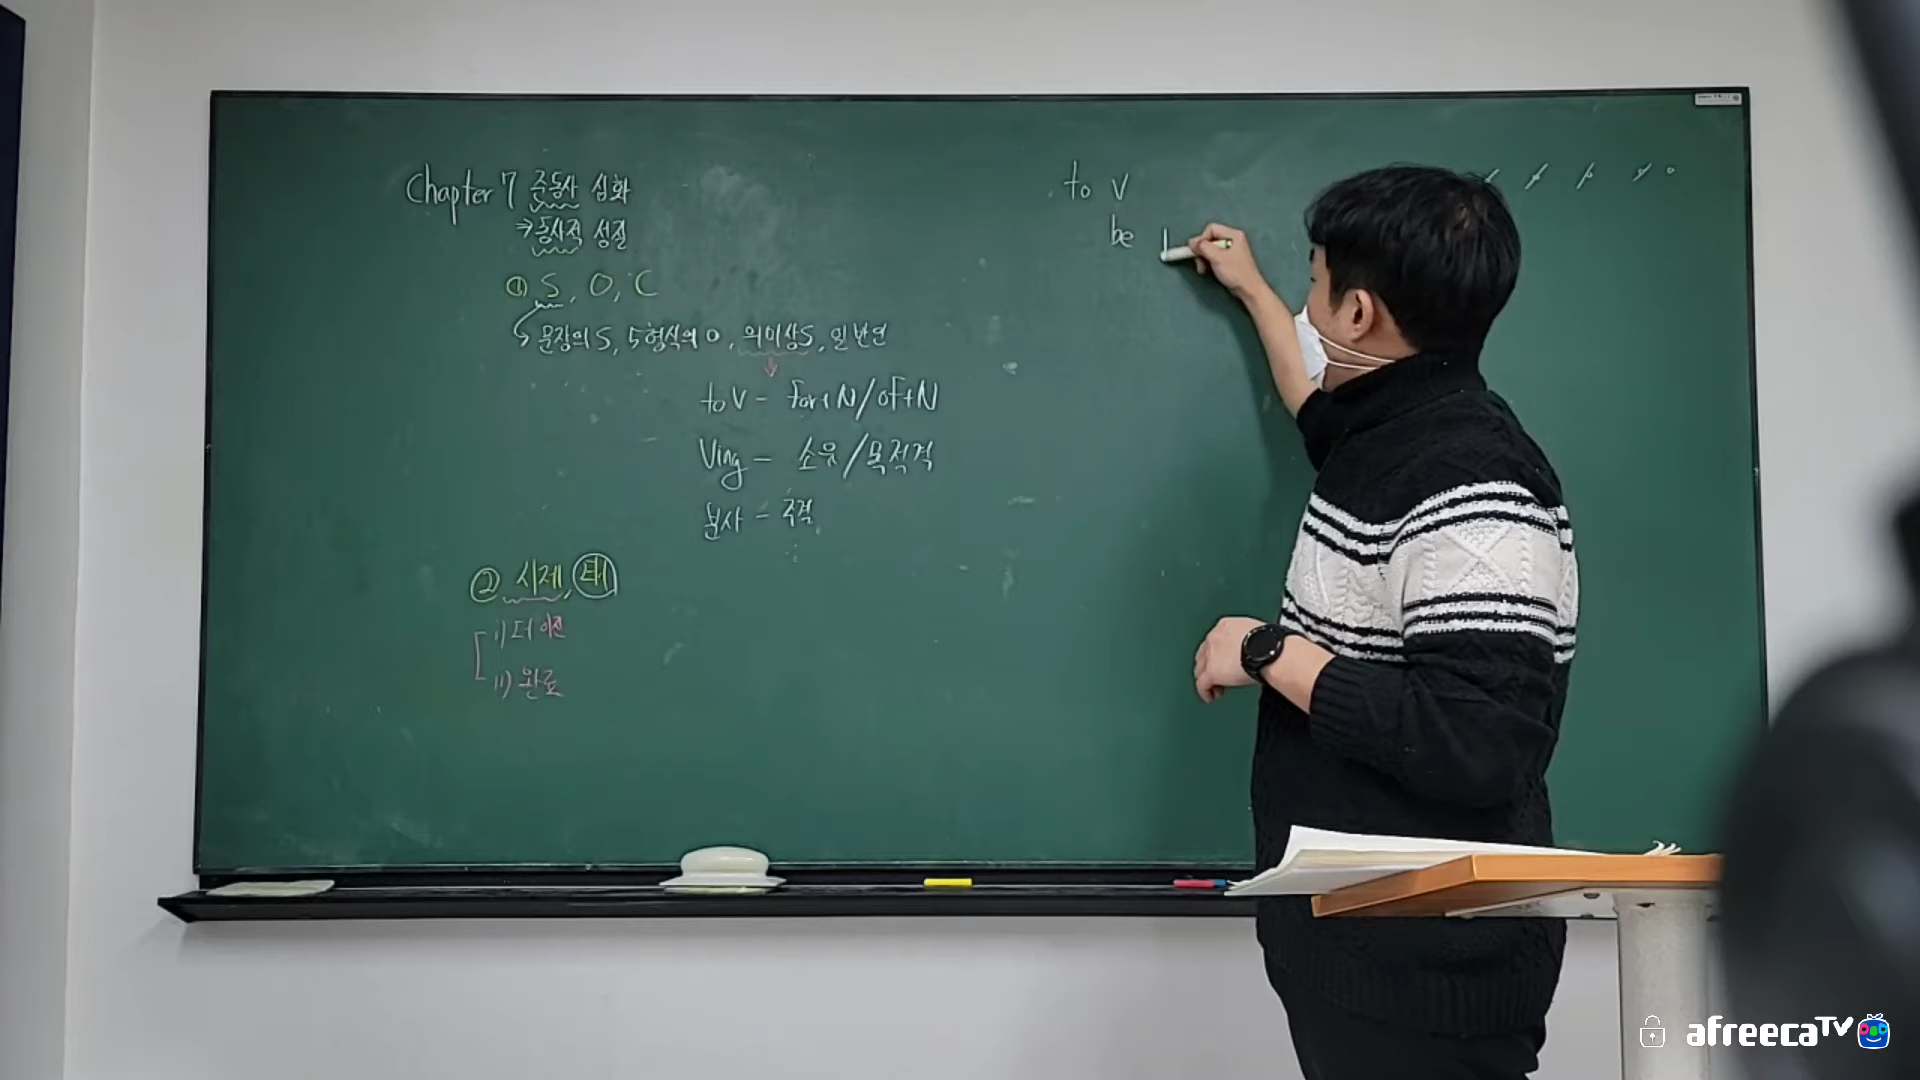 Chapter 7 준동사 심화
⇒ 동사적 성질
① S, O, C
문장의 S, 5형식의 O, 의미상S, 일반인
to V - for+N/of+N
Ving - 소유/목적격
분사 - 주격
② 시제, 태
i) 더 이전
ii) 완료
to V
be
afreecaTV